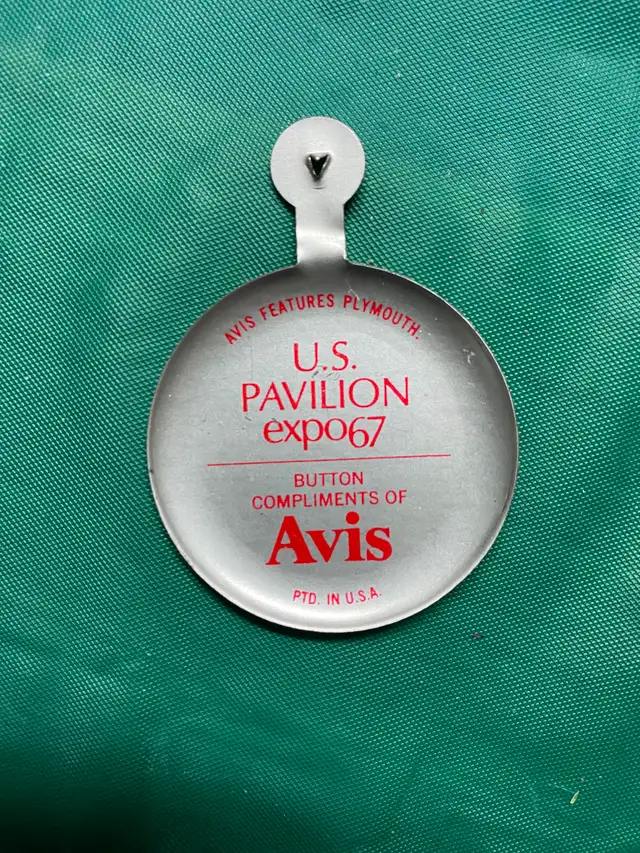 AVIS FEATURES PLYMOUTH.
U.S.
PAVILION
expo67
BUTTON
COMPLIMENTS OF
Avis
PTD. IN U.S.A.